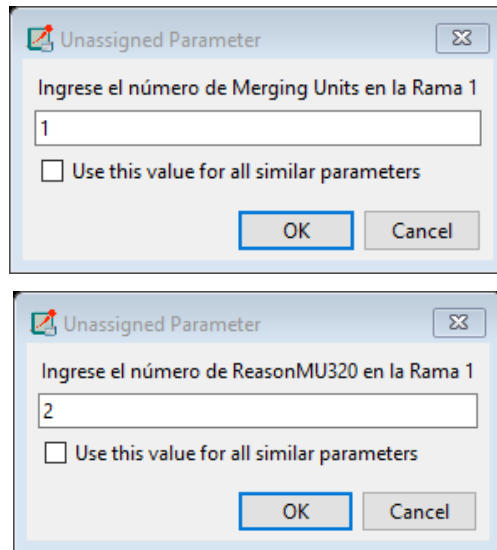 Unassigned Parameter
Ingrese el número de Merging Units en la Rama 1
1
Use this value for all similar parameters
OK Cancel
Unassigned Parameter
Ingrese el número de ReasonMU320 en la Rama 1
2
Use this value for all similar parameters
OK Cancel